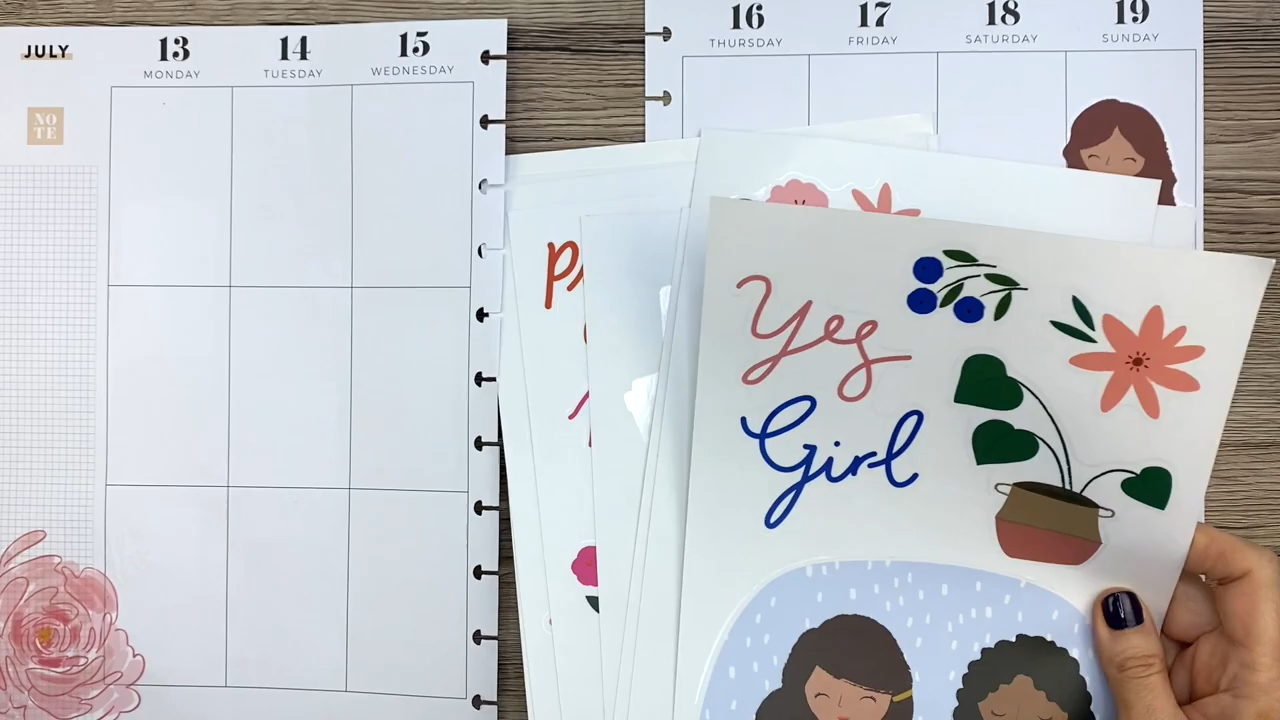 JULY
NO
TE
13
MONDAY
14
TUESDAY
15
WEDNESDAY
16
THURSDAY
17
FRIDAY
18
SATURDAY
19
SUNDAY
Yes
Girl